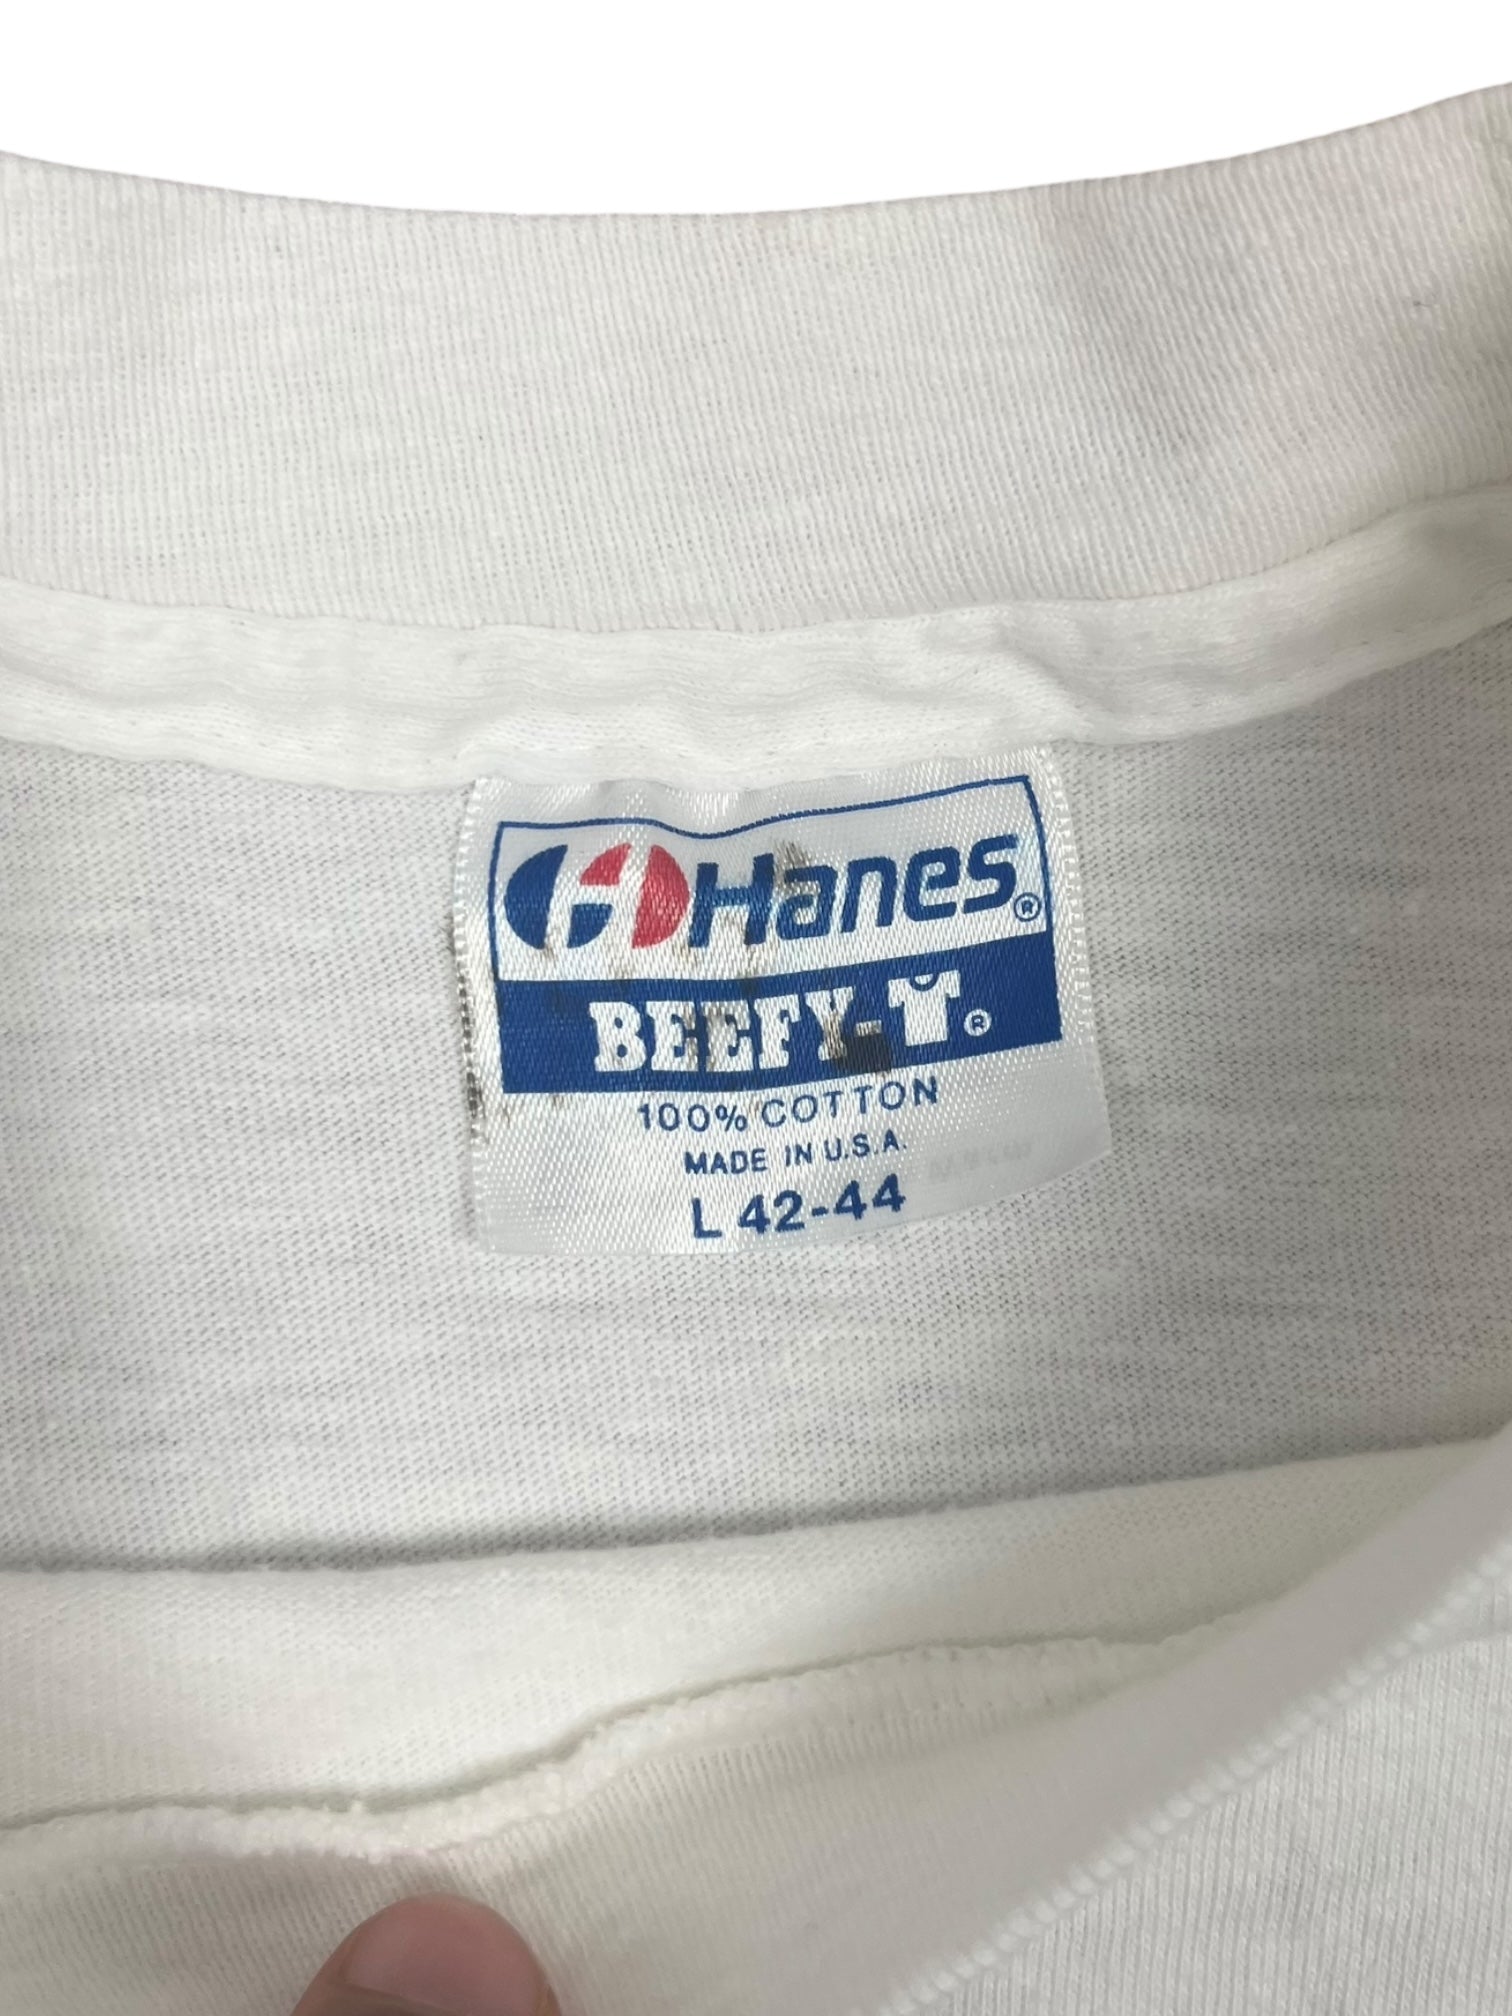 Hanes®
BEEFY-T®
100% COTTON
MADE IN U.S.A.
L 42-44